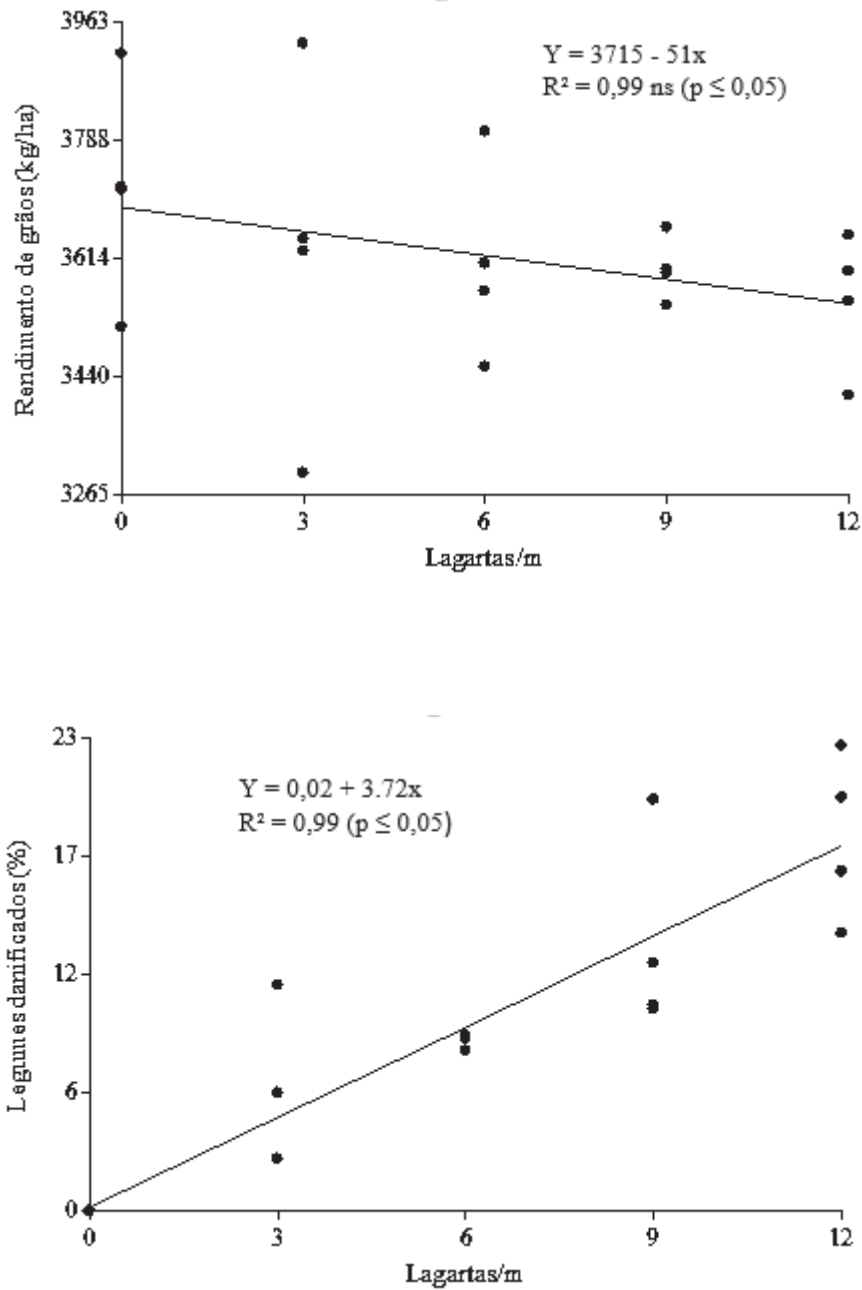 3963
3788
3614
3440
3265
Rendimento de grãos (kg/ha)
Y = 3715 - 51x
R² = 0,99 ns (p ≤ 0,05)
0 3 6 9 12
Lagartas/m
23
17
12
6
0
Legumes danificados (%)
Y = 0,02 + 3.72x
R² = 0,99 (p ≤ 0,05)
0 3 6 9 12
Lagartas/m